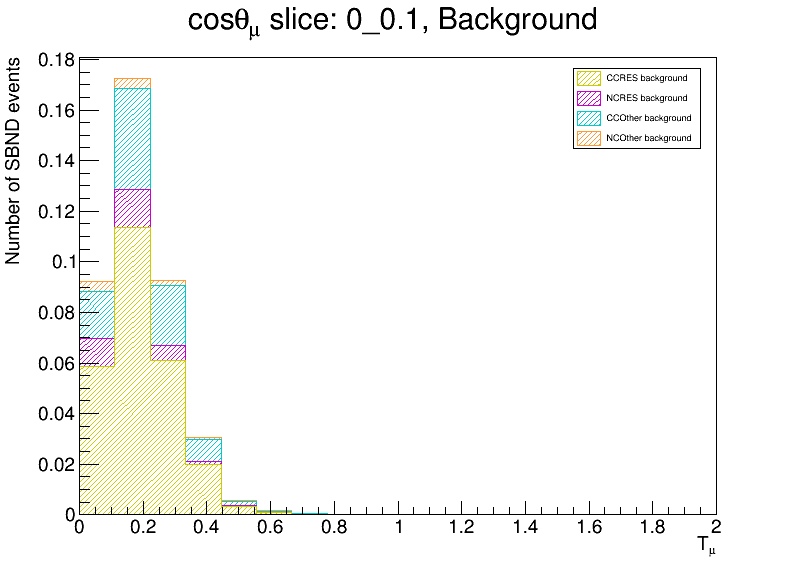 cosθμ slice: 0_0.1, Background
Number of SBND events
0.18
0.16
0.14
0.12
0.1
0.08
0.06
0.04
0.02
0
CCRES background
NCRES background
CCOther background
NCOther background
0 0.2 0.4 0.6 0.8 1 1.2 1.4 1.6 1.8 2
Tμ